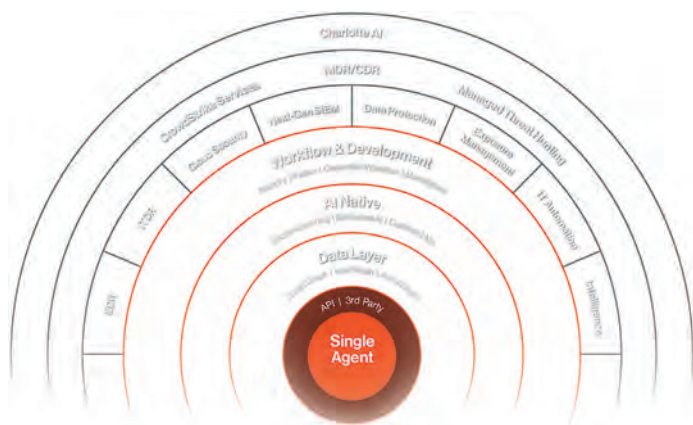 Charlotte AI
CrowdStrike Services
MDR/CDR
Managed Threat Hunting
EDR
ITDR
Cloud Security
Next-Gen SIEM
Data Protection
Exposure Management
IT Automation
Intelligence
Workflow & Development
AI Native
Data Layer
API | 3rd Party
Single
Agent